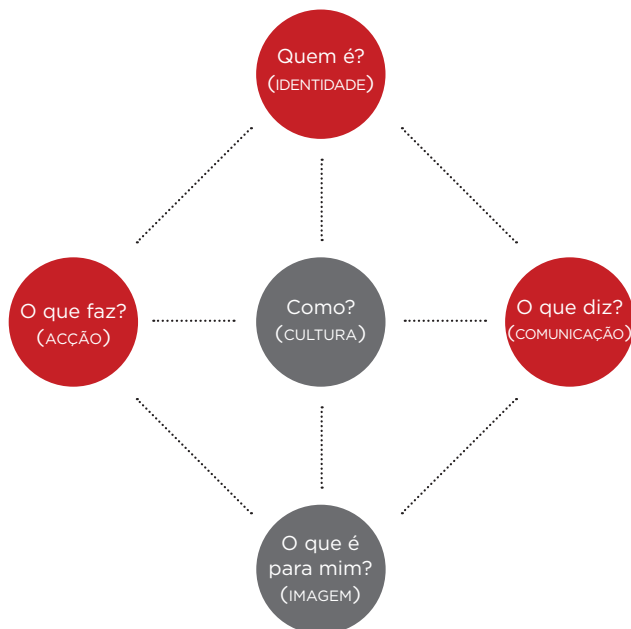 Quem é?
(IDENTIDADE)
O que faz?
(ACÇÃO)
Como?
(CULTURA)
O que diz?
(COMUNICAÇÃO)
O que é
para mim?
(IMAGEM)